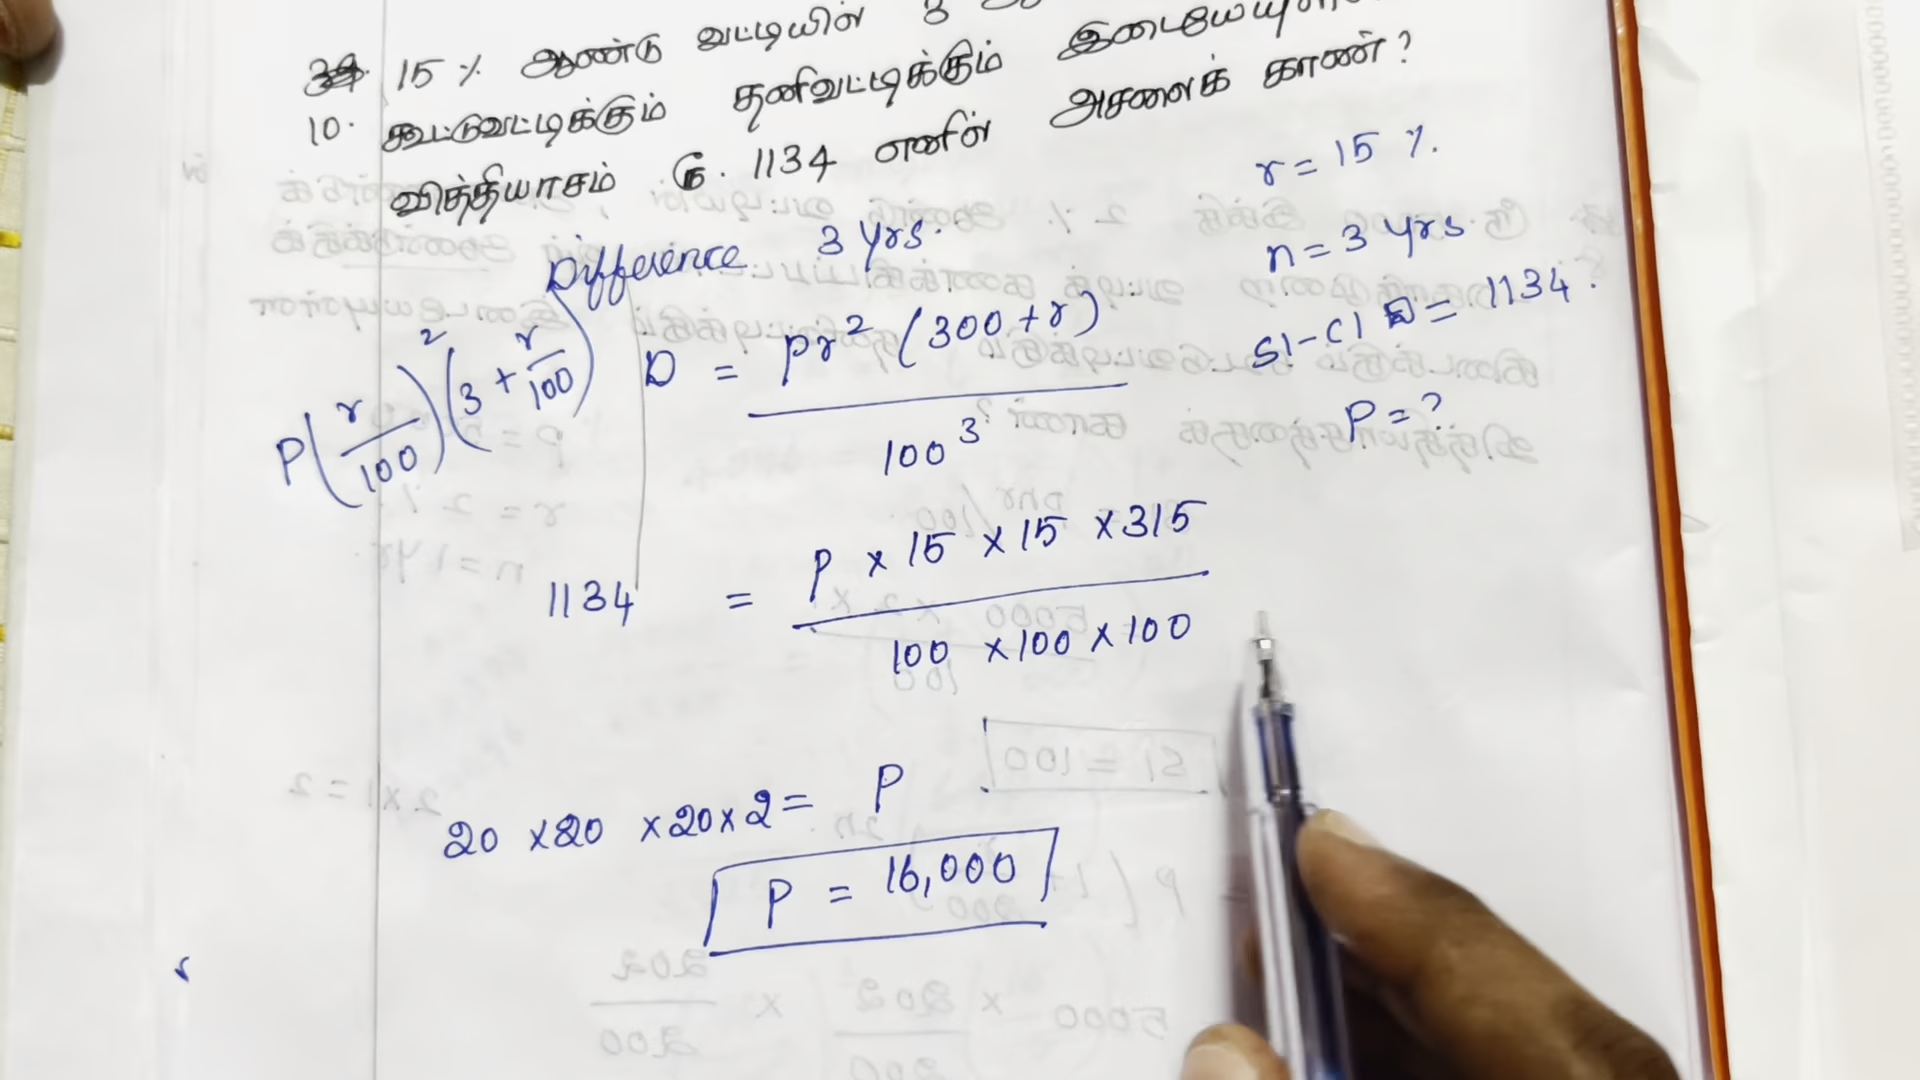 15 % ஆண்டு வட்டியின் 3
10. கூட்டுவட்டிக்கும் தனிவட்டிக்கும்
வித்தியாசம் ரூ. 1134 எனின் அசலைக் காண்?
Difference 3 yrs.
r = 15 %.
n = 3 yrs.
SI-CI D = 1134.
P = ?
P(r/100)²(3 + r/100)
D = pr² (300 + r) / 100³
1134 = P × 15 × 15 × 315 / 100 × 100 × 100
20 × 20 × 20 × 2 = P
P = 16,000